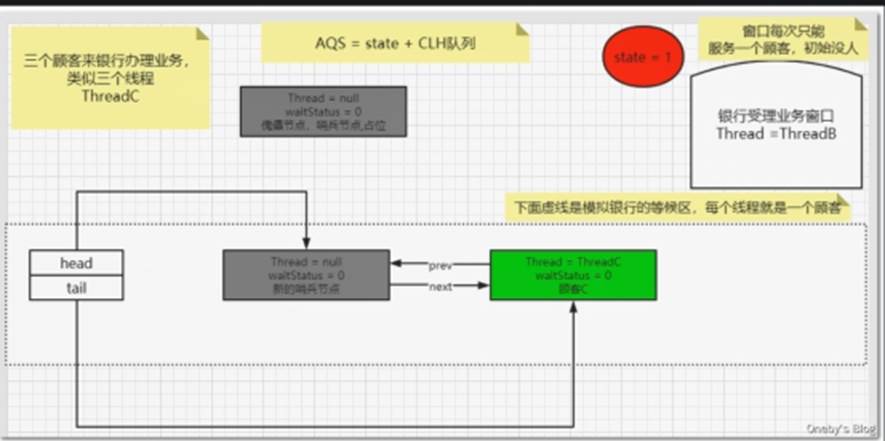 三个顾客来银行办理业务，
类似三个线程
ThreadC
AQS = state + CLH队列
state = 1
窗口每次只能
服务一个顾客，初始没人
Thread = null
waitStatus = 0
傀儡节点，哨兵节点,占位
银行受理业务窗口
Thread =ThreadB
下面虚线是模拟银行的等候区，每个线程就是一个顾客
head
tail
Thread = null
waitStatus = 0
新的哨兵节点
prev
next
Thread = ThreadC
waitStatus = 0
顾客C
Oneby's Blog